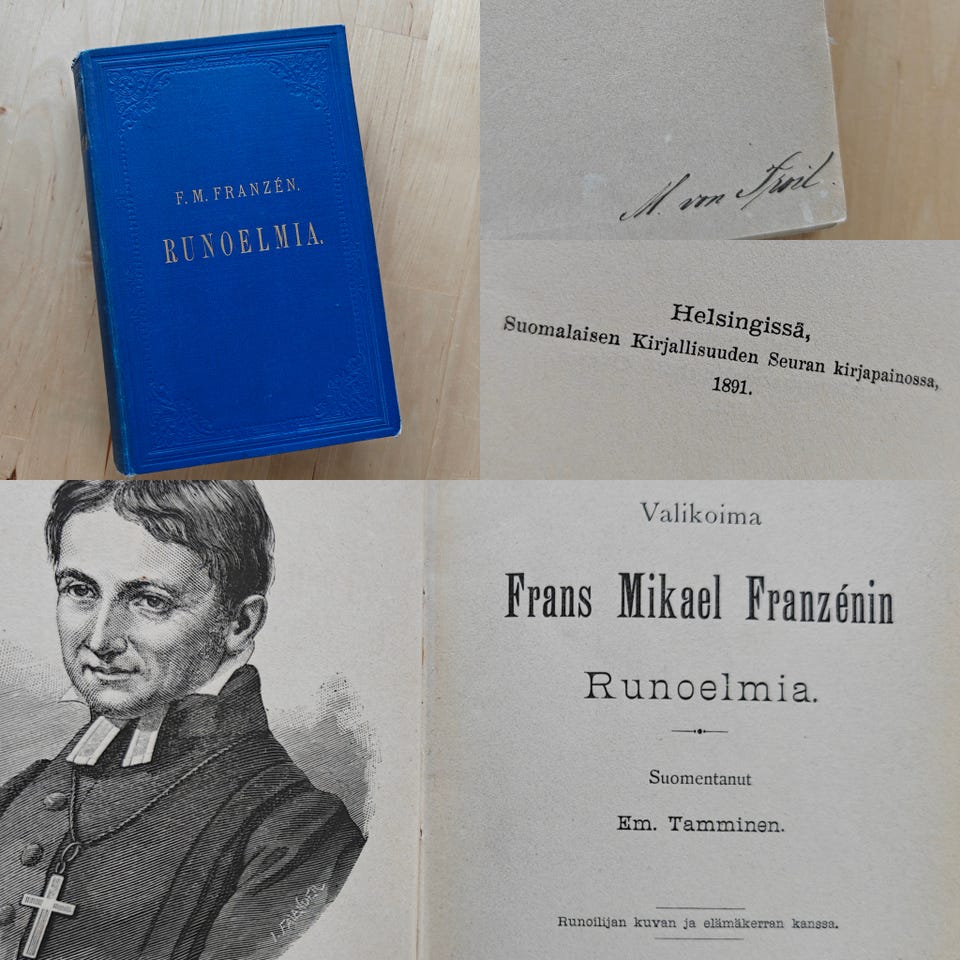 F. M. FRANZÉN.
RUNOELMIA.
M. von Troil.
Helsingissä,
Suomalaisen Kirjallisuuden Seuran kirjapainossa,
1891.
Valikoima
Frans Mikael Franzénin
Runoelmia.
Suomentanut
Em. Tamminen.
Runoilijan kuvan ja elämäkerran kanssa.